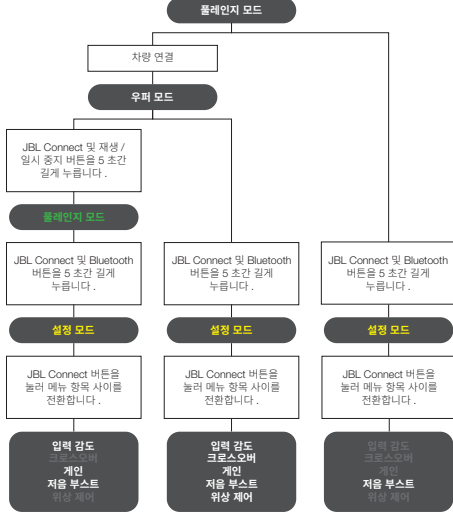 풀레인지 모드
차량 연결
우퍼 모드
JBL Connect 및 재생 /
일시 중지 버튼을 5 초간
길게 누릅니다 .
풀레인지 모드
JBL Connect 및 Bluetooth
버튼을 5 초간 길게
누릅니다 .
JBL Connect 및 Bluetooth
버튼을 5 초간 길게
누릅니다 .
JBL Connect 및 Bluetooth
버튼을 5 초간 길게
누릅니다 .
설정 모드
설정 모드
설정 모드
JBL Connect 버튼을
눌러 메뉴 항목 사이를
전환합니다 .
JBL Connect 버튼을
눌러 메뉴 항목 사이를
전환합니다 .
JBL Connect 버튼을
눌러 메뉴 항목 사이를
전환합니다 .
입력 감도
크로스오버
게인
저음 부스트
위상 제어
입력 감도
크로스오버
게인
저음 부스트
위상 제어
입력 감도
크로스오버
게인
저음 부스트
위상 제어